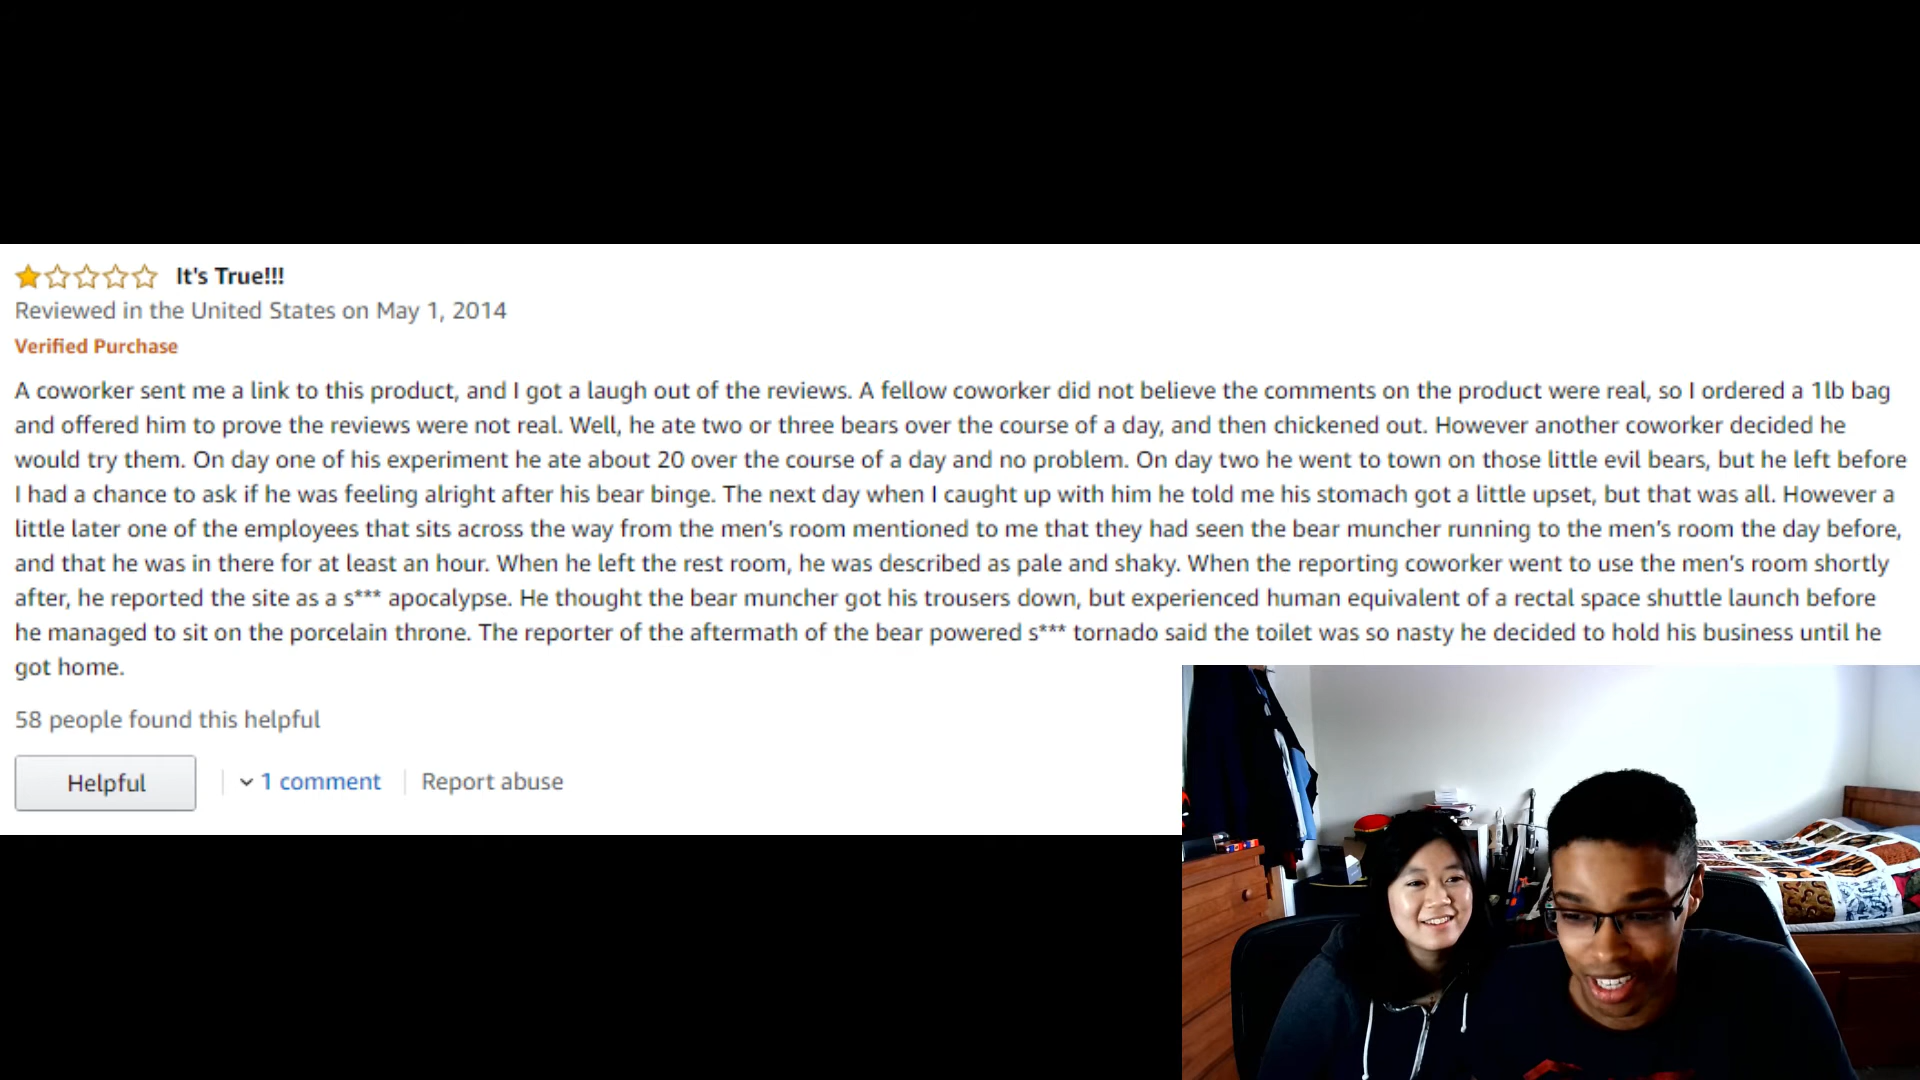 It's True!!!
Reviewed in the United States on May 1, 2014
Verified Purchase
A coworker sent me a link to this product, and I got a laugh out of the reviews. A fellow coworker did not believe the comments on the product were real, so I ordered a 1lb bag
and offered him to prove the reviews were not real. Well, he ate two or three bears over the course of a day, and then chickened out. However another coworker decided he
would try them. On day one of his experiment he ate about 20 over the course of a day and no problem. On day two he went to town on those little evil bears, but he left before
I had a chance to ask if he was feeling alright after his bear binge. The next day when I caught up with him he told me his stomach got a little upset, but that was all. However a
little later one of the employees that sits across the way from the men’s room mentioned to me that they had seen the bear muncher running to the men’s room the day before,
and that he was in there for at least an hour. When he left the rest room, he was described as pale and shaky. When the reporting coworker went to use the men’s room shortly
after, he reported the site as a s*** apocalypse. He thought the bear muncher got his trousers down, but experienced human equivalent of a rectal space shuttle launch before
he managed to sit on the porcelain throne. The reporter of the aftermath of the bear powered s*** tornado said the toilet was so nasty he decided to hold his business until he
got home.
58 people found this helpful
Helpful 1 comment Report abuse